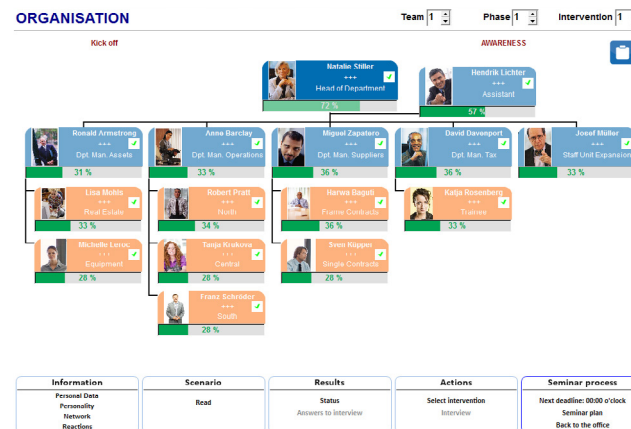 ORGANISATION
Team 1 Phase 1 Intervention 1
Kick off AWARENESS
Natalie Stiller
+++
Head of Department
72 %
Hendrik Lichter
+++
Assistant
57 %
Ronald Armstrong
+++
Dpt. Man. Assets
31 %
Anne Barclay
+++
Dpt. Man. Operations
33 %
Miguel Zapatero
+++
Dpt. Man. Suppliers
36 %
David Davenport
+++
Dpt. Man. Tax
36 %
Josef Müller
+++
Staff Unit Expansion
33 %
Lisa Mohis
+++
Real Estate
33 %
Robert Pratt
+++
North
34 %
Harwa Baguti
+++
Frame Contracts
36 %
Katja Rosenberg
+++
Trainee
33 %
Michelle Leroc
+++
Equipment
28 %
Tanja Krukova
+++
Central
28 %
Sven Küpper
+++
Single Contracts
28 %
Franz Schröder
+++
South
28 %
Information
Personal Data
Personality
Network
Reactions
Scenario
Read
Results
Status
Answers to interview
Actions
Select intervention
Interview
Seminar process
Next deadline: 00:00 o'clock
Seminar plan
Back to the office